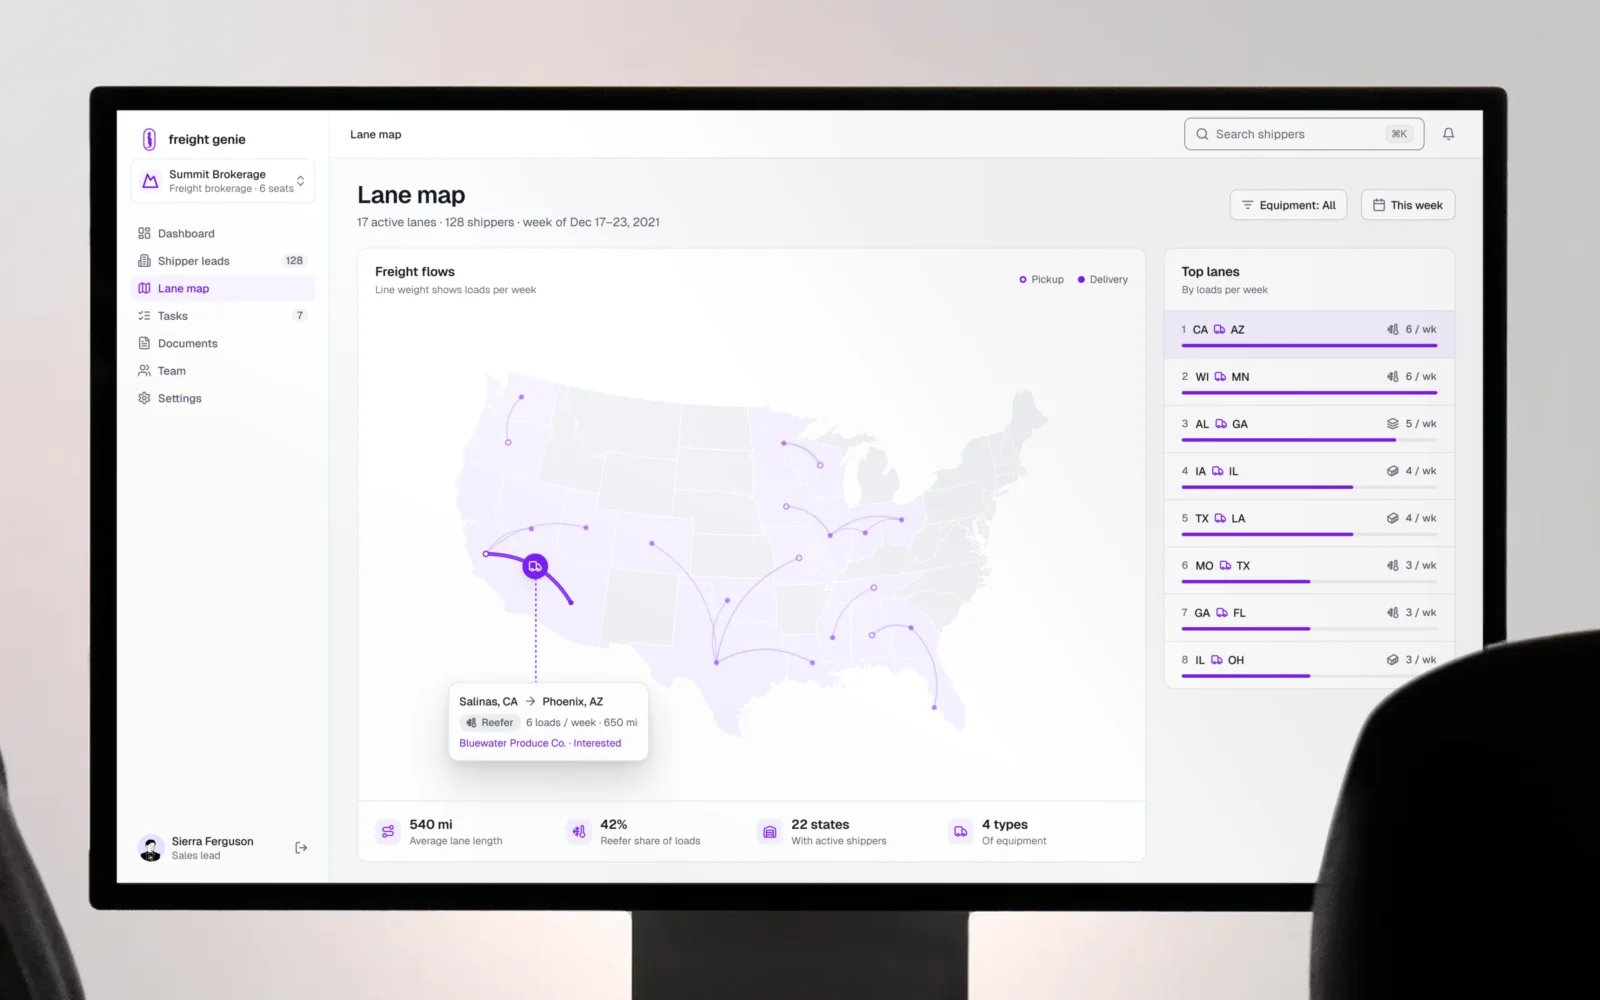 freight genie
Summit Brokerage
Freight brokerage · 6 seats
Dashboard
Shipper leads 128
Lane map
Tasks 7
Documents
Team
Settings
Sierra Ferguson
Sales lead
Lane map
Search shippers ⌘K
Lane map
17 active lanes · 128 shippers · week of Dec 17–23, 2021
Equipment: All
This week
Freight flows
Line weight shows loads per week
Pickup
Delivery
Salinas, CA → Phoenix, AZ
Reefer 6 loads / week · 650 mi
Bluewater Produce Co. · Interested
540 mi
Average lane length
42%
Reefer share of loads
22 states
With active shippers
4 types
Of equipment
Top lanes
By loads per week
1 CA AZ 6 / wk
2 WI MN 6 / wk
3 AL GA 5 / wk
4 IA IL 4 / wk
5 TX LA 4 / wk
6 MO TX 3 / wk
7 GA FL 3 / wk
8 IL OH 3 / wk